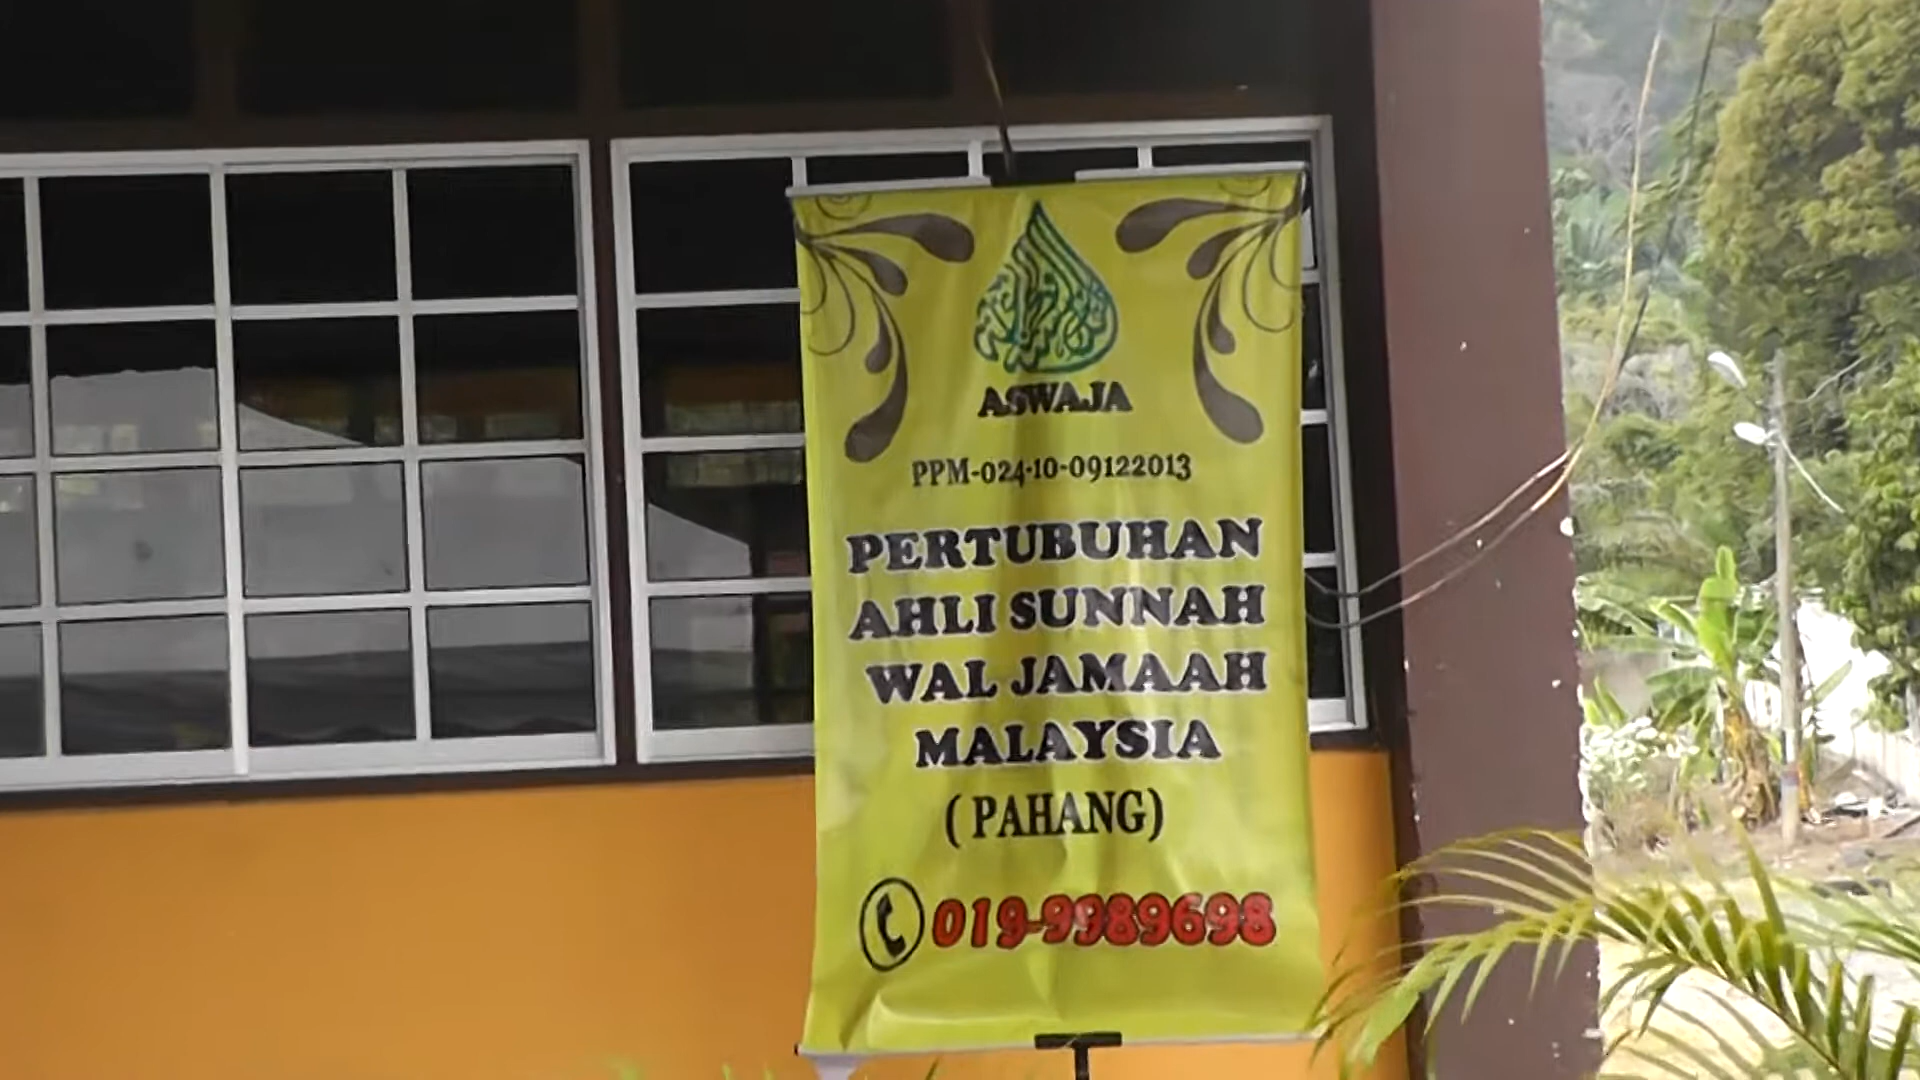 ASWAJA
PPM-024-10-09122013
PERTUBUHAN
AHLI SUNNAH
WAL JAMAAH
MALAYSIA
( PAHANG)
019-9989698